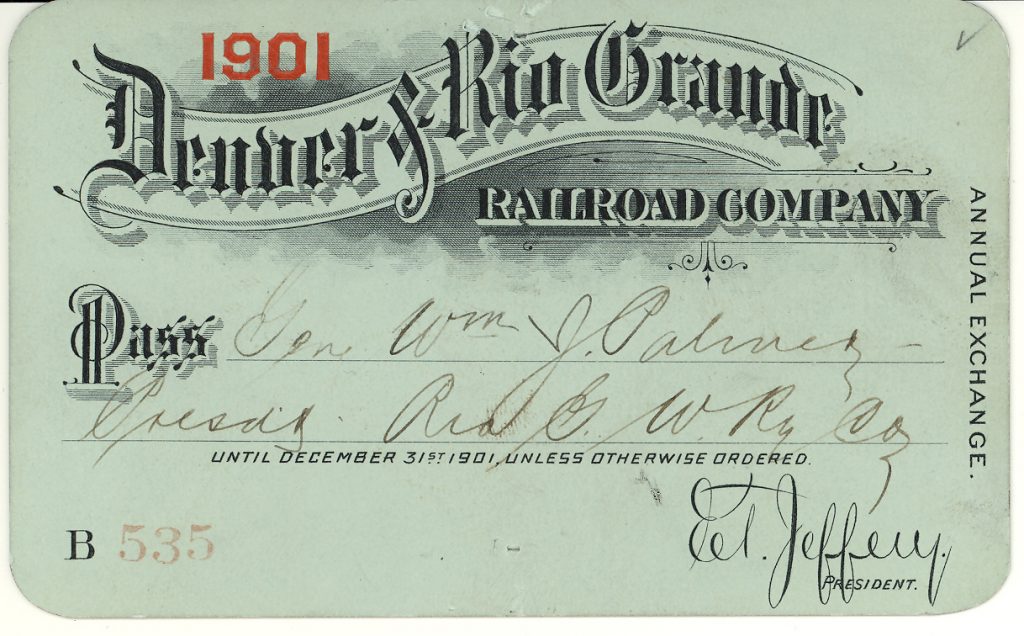 1901
Denver & Rio Grande
RAILROAD COMPANY
ANNUAL EXCHANGE.
Pass Gen. Wm J. Palmer
Presdt. Rio G. W. Ry Co
UNTIL DECEMBER 31ST 1901, UNLESS OTHERWISE ORDERED.
B 535
E.T. Jeffery.
PRESIDENT.